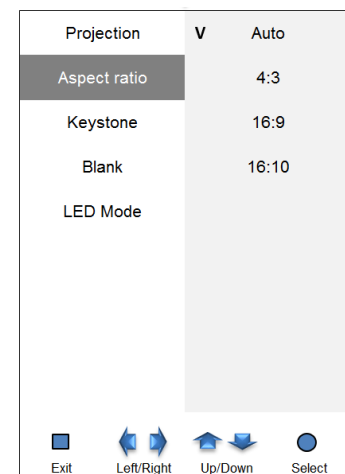 Projection V Auto
Aspect ratio 4:3
Keystone 16:9
Blank 16:10
LED Mode
Exit Left/Right Up/Down Select